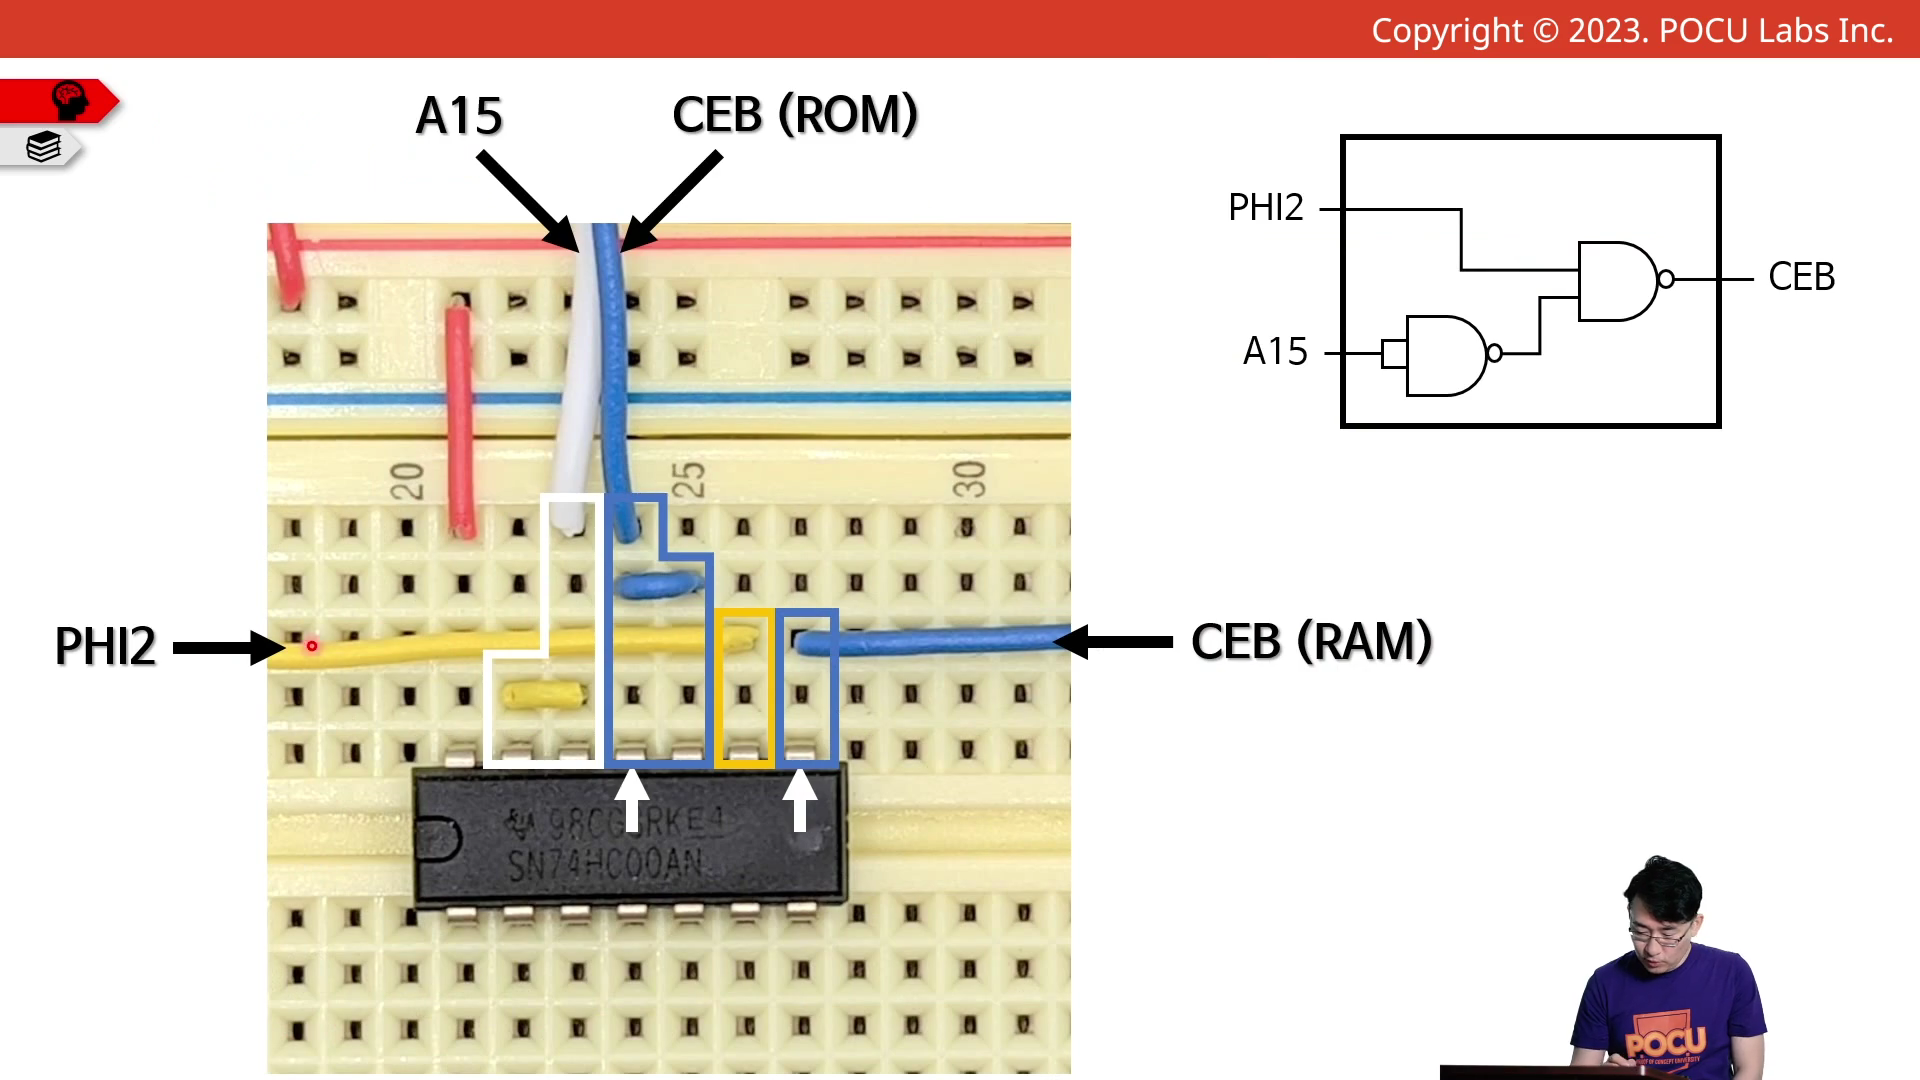 Copyright © 2023. POCU Labs Inc.
A15
CEB (ROM)
PHI2
CEB
A15
20
25
30
PHI2
CEB (RAM)
SN74HC00AN
POCU